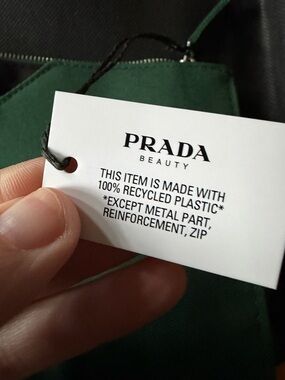 PRADA
BEAUTY
THIS ITEM IS MADE WITH
100% RECYCLED PLASTIC*
*EXCEPT METAL PART,
REINFORCEMENT, ZIP